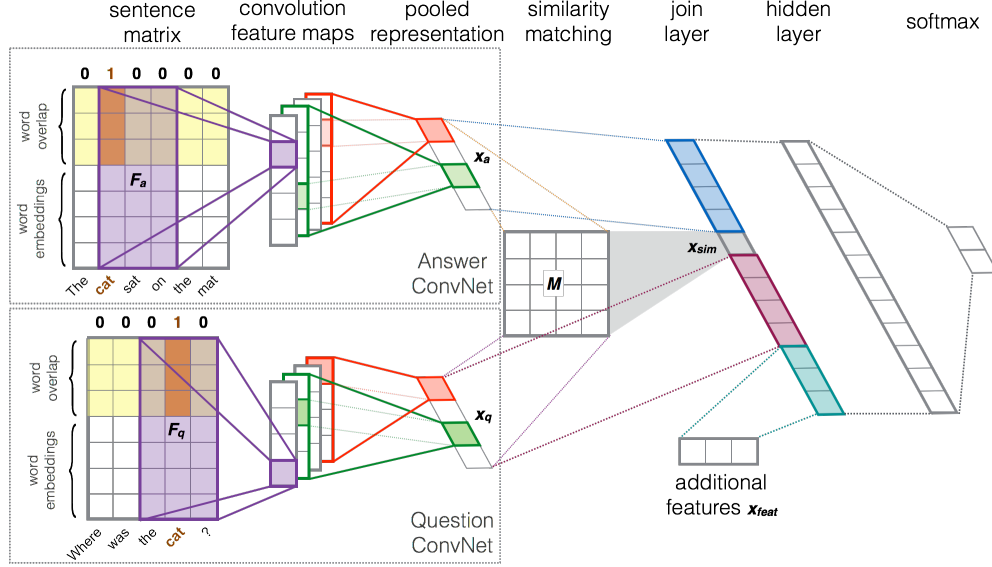 sentence matrix
convolution feature maps
pooled representation
similarity matching
join layer
hidden layer
softmax
0 1 0 0 0 0
word overlap
word embeddings
Fa
The cat sat on the mat
xa
Answer ConvNet
M
xsim
0 0 0 1 0
word overlap
word embeddings
Fq
Where was the cat ?
xq
Question ConvNet
additional features xfeat